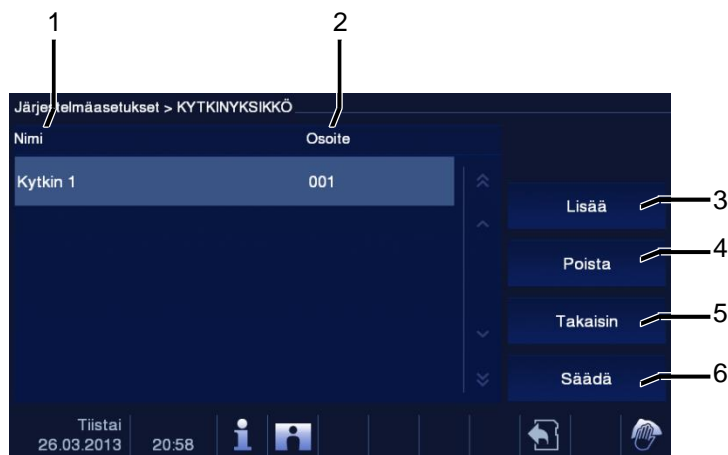 1 2
Järjestelmäasetukset > KYTKINYKSIKKÖ
Nimi Osoite
Kytkin 1 001
Lisää 3
Poista 4
Takaisin 5
Säädä 6
Tiistai
26.03.2013 20:58